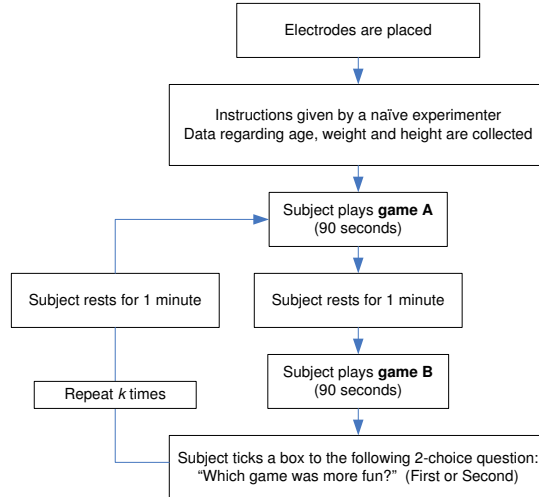 Electrodes are placed
Instructions given by a naïve experimenter
Data regarding age, weight and height are collected
Subject plays game A
(90 seconds)
Subject rests for 1 minute
Subject rests for 1 minute
Subject plays game B
(90 seconds)
Repeat k times
Subject ticks a box to the following 2-choice question:
“Which game was more fun?” (First or Second)